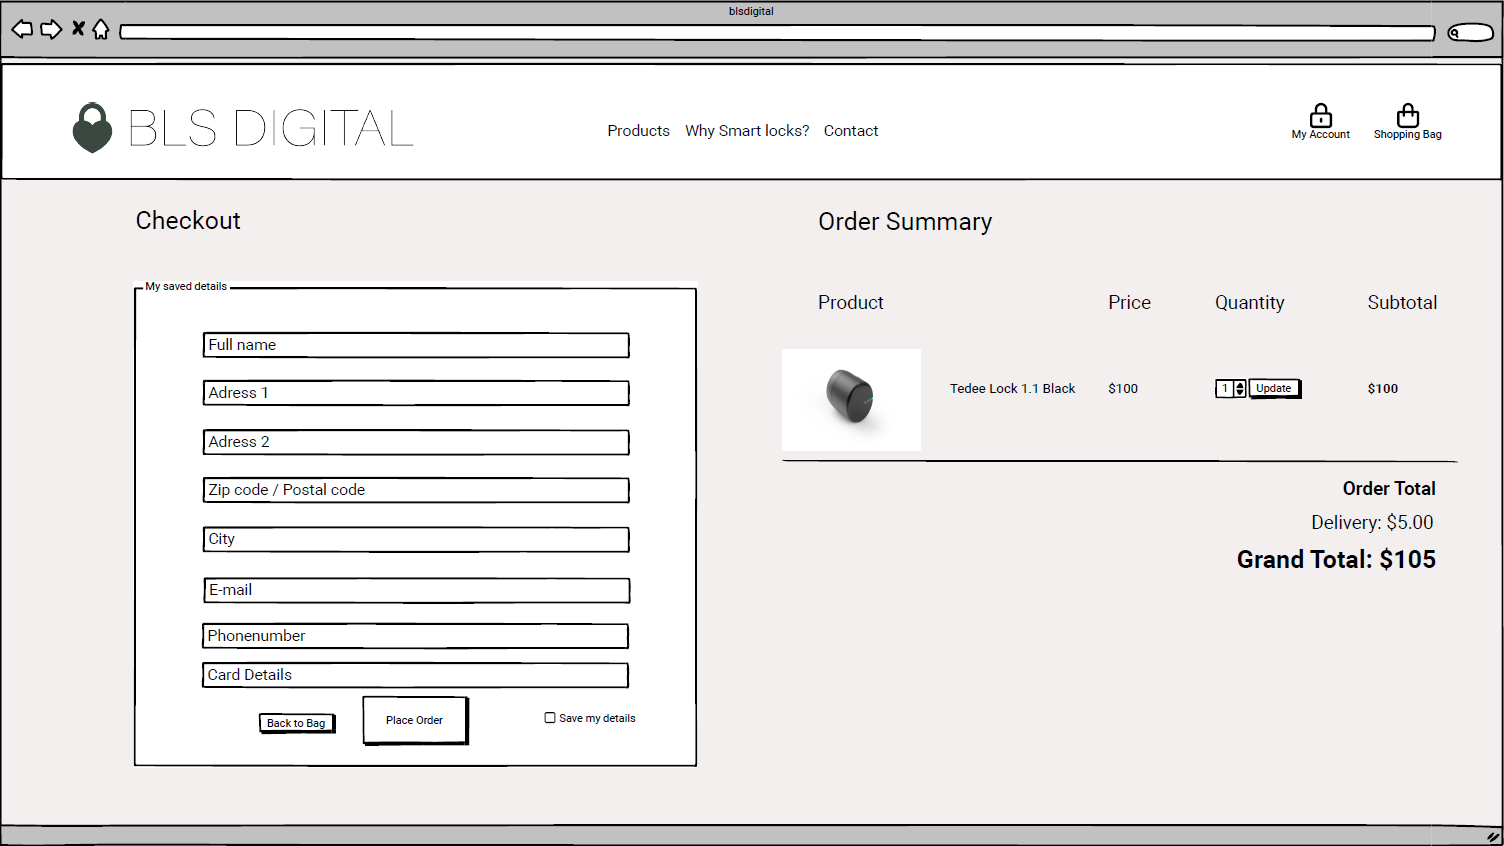 blsdigital
BLS DIGITAL
Products Why Smart locks? Contact
My Account
Shopping Bag
Checkout
My saved details
Full name
Adress 1
Adress 2
Zip code / Postal code
City
E-mail
Phonenumber
Card Details
Back to Bag
Place Order
Save my details
Order Summary
Product Price Quantity Subtotal
Tedee Lock 1.1 Black $100 1 Update $100
Order Total
Delivery: $5.00
Grand Total: $105